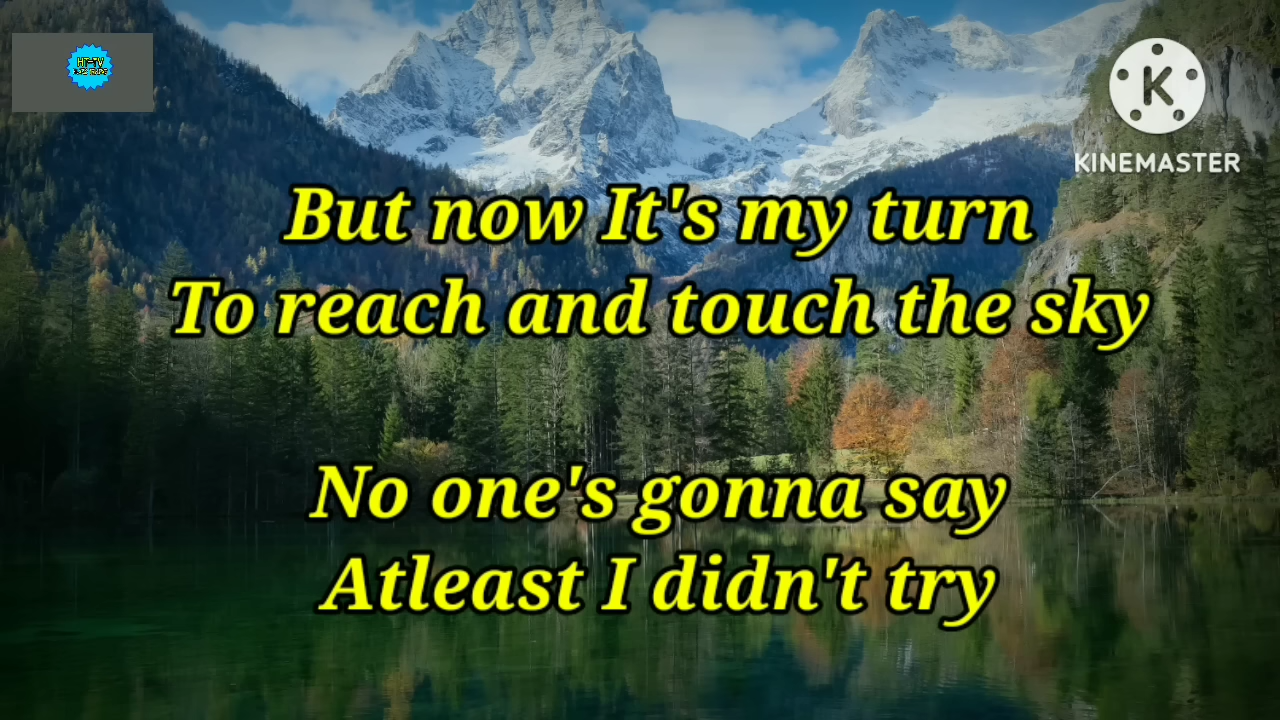 K
KINEMASTER
But now It's my turn
To reach and touch the sky
No one's gonna say
Atleast I didn't try